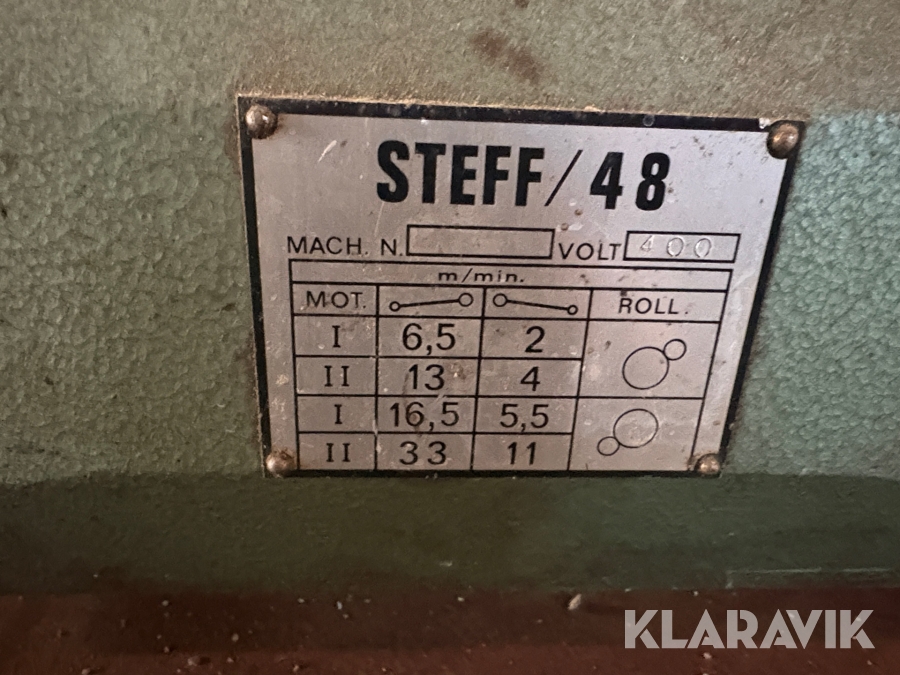 STEFF/48
MACH. N. VOLT 400
m/min.
MOT. ROLL.
I 6,5 2
II 13 4
I 16,5 5,5
II 33 11
KLARAVIK